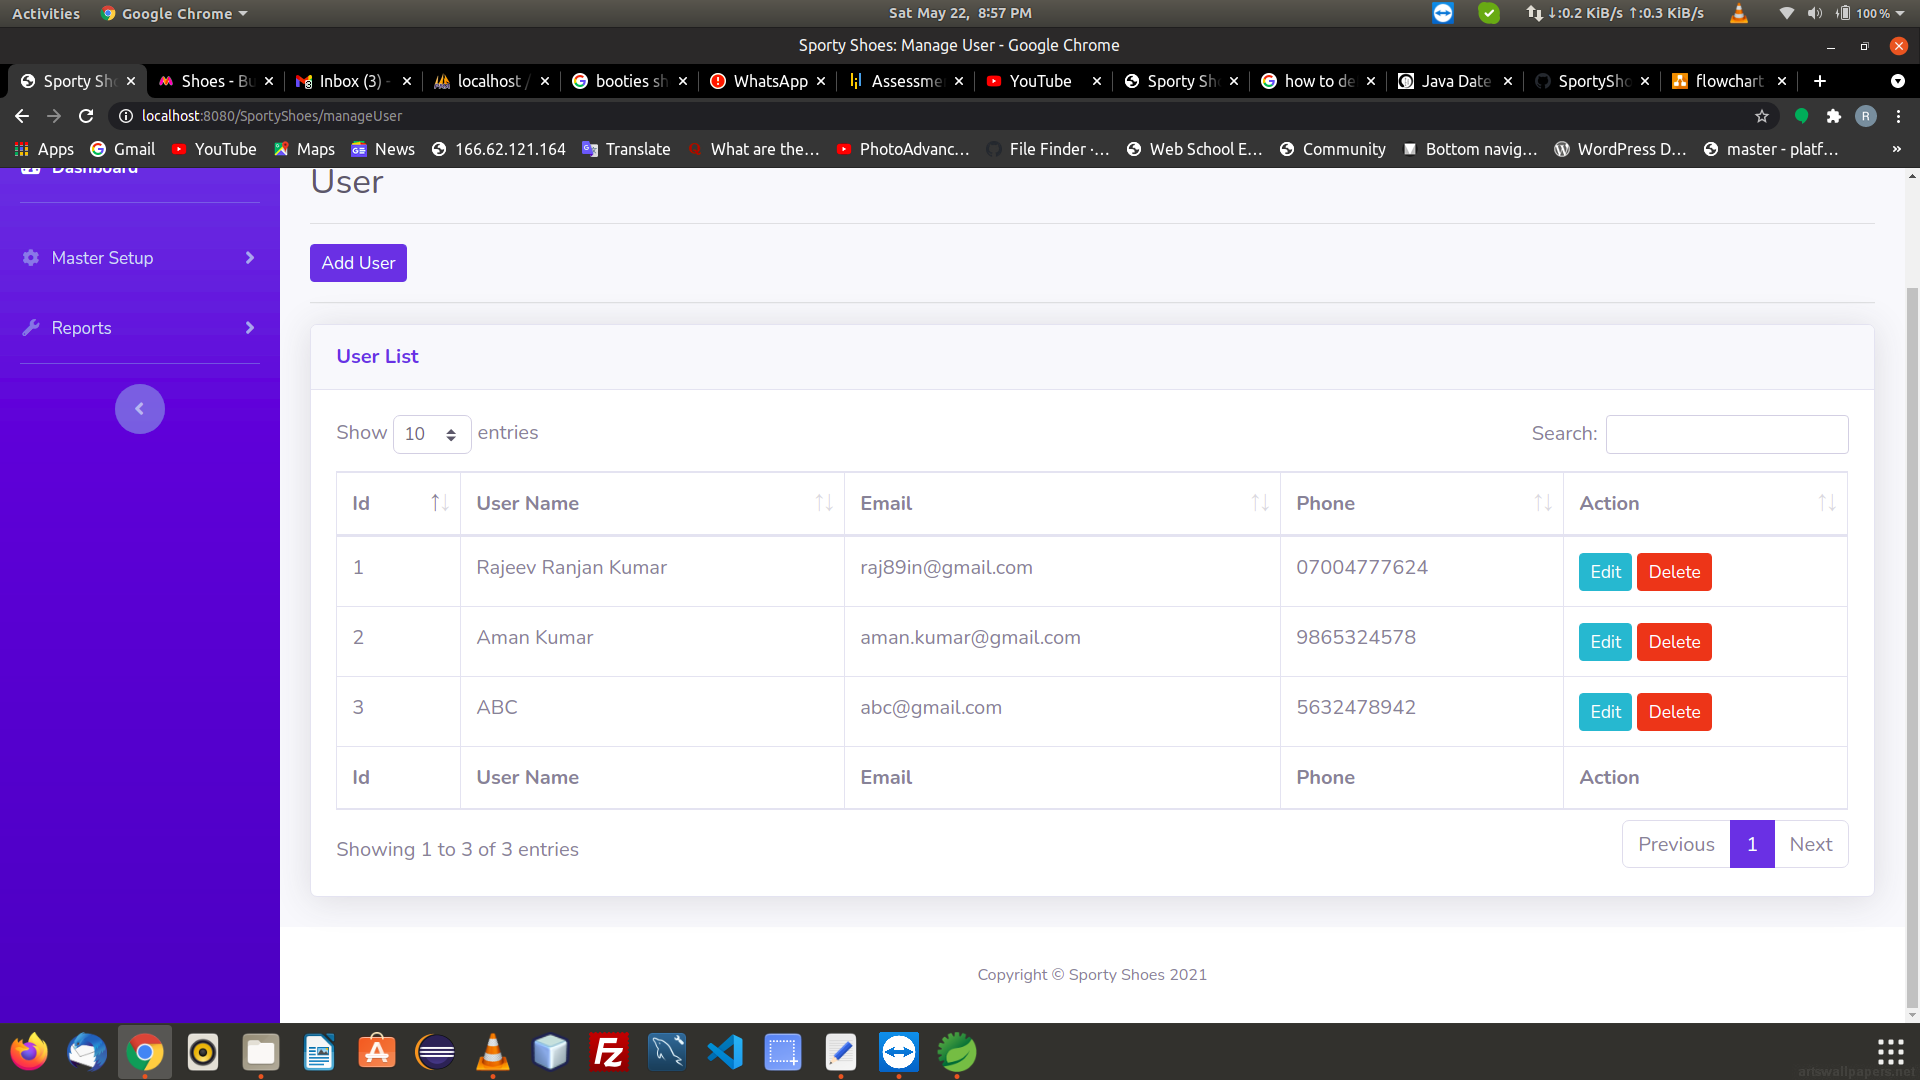 Activities Google Chrome Sat May 22, 8:57 PM ↓:0.2 KiB/s ↑:0.3 KiB/s 100 %
Sporty Shoes: Manage User - Google Chrome
Sporty Sh Shoes - Bu Inbox (3) - localhost / booties sh WhatsApp Assessme YouTube Sporty Sh how to de Java Date SportySho flowchart
localhost:8080/SportyShoes/manageUser R
Apps Gmail YouTube Maps News 166.62.121.164 Translate What are the... PhotoAdvanc... File Finder ·... Web School E... Community Bottom navig... WordPress D... master - platf... »
Dashboard
User
Master Setup
Add User
Reports
User List
Show 10 entries Search:
Id User Name Email Phone Action
1 Rajeev Ranjan Kumar raj89in@gmail.com 07004777624 Edit Delete
2 Aman Kumar aman.kumar@gmail.com 9865324578 Edit Delete
3 ABC abc@gmail.com 5632478942 Edit Delete
Id User Name Email Phone Action
Showing 1 to 3 of 3 entries Previous 1 Next
Copyright © Sporty Shoes 2021
artswallpapers.net